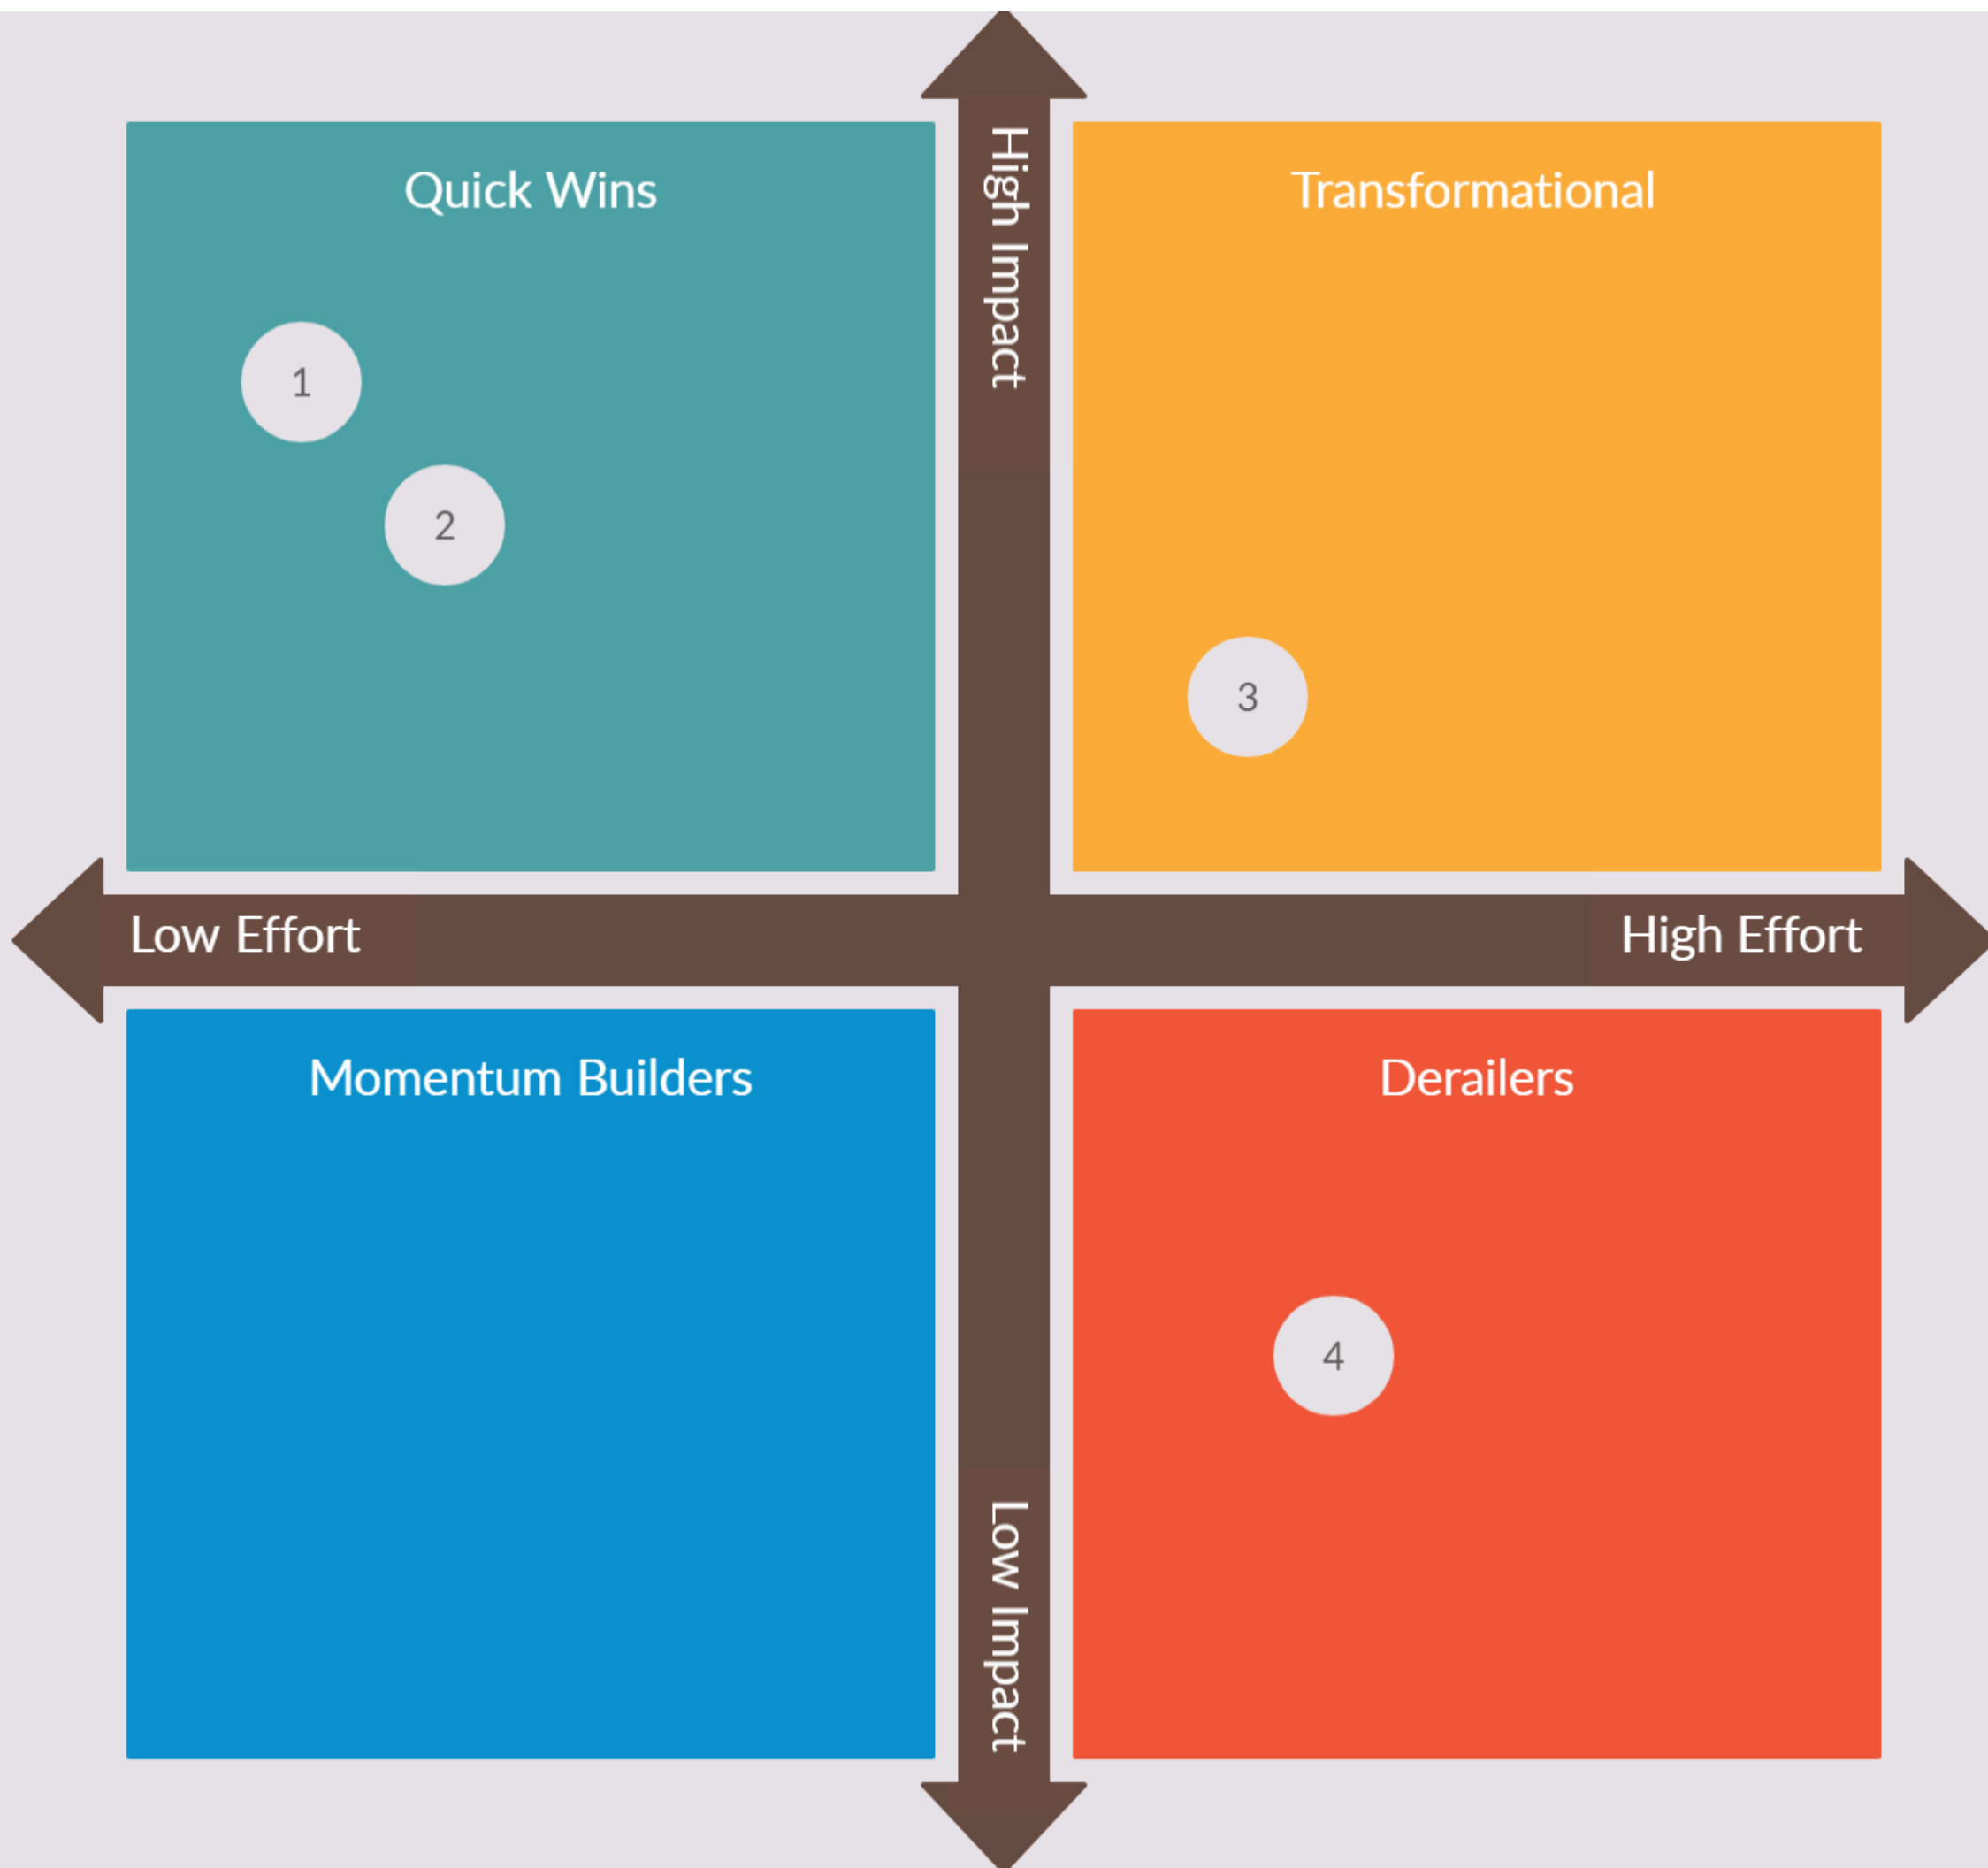 Quick Wins
High Impact
Transformational
1
2
3
Low Effort
High Effort
Momentum Builders
Derailers
4
Low Impact